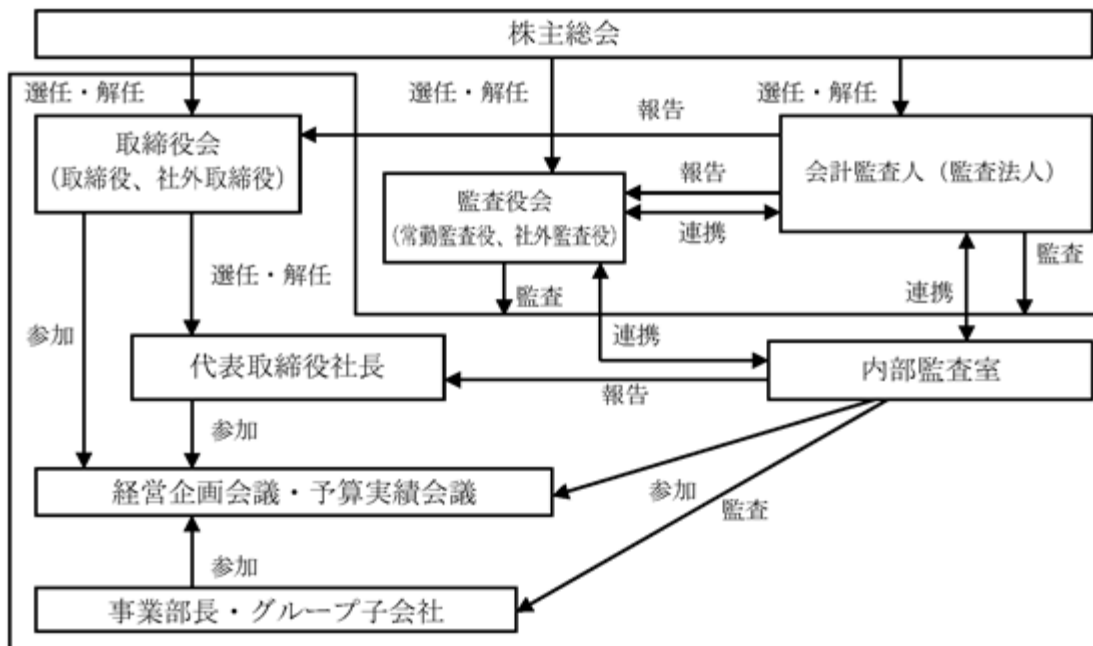 株主総会
選任・解任
選任・解任
選任・解任
報告
取締役会
(取締役、社外取締役)
会計監査人(監査法人)
報告
監査役会
(常勤監査役、社外監査役)
連携
監査
選任・解任
監査
連携
参加
連携
代表取締役社長
内部監査室
報告
参加
経営企画会議・予算実績会議
参加
監査
参加
事業部長・グループ子会社